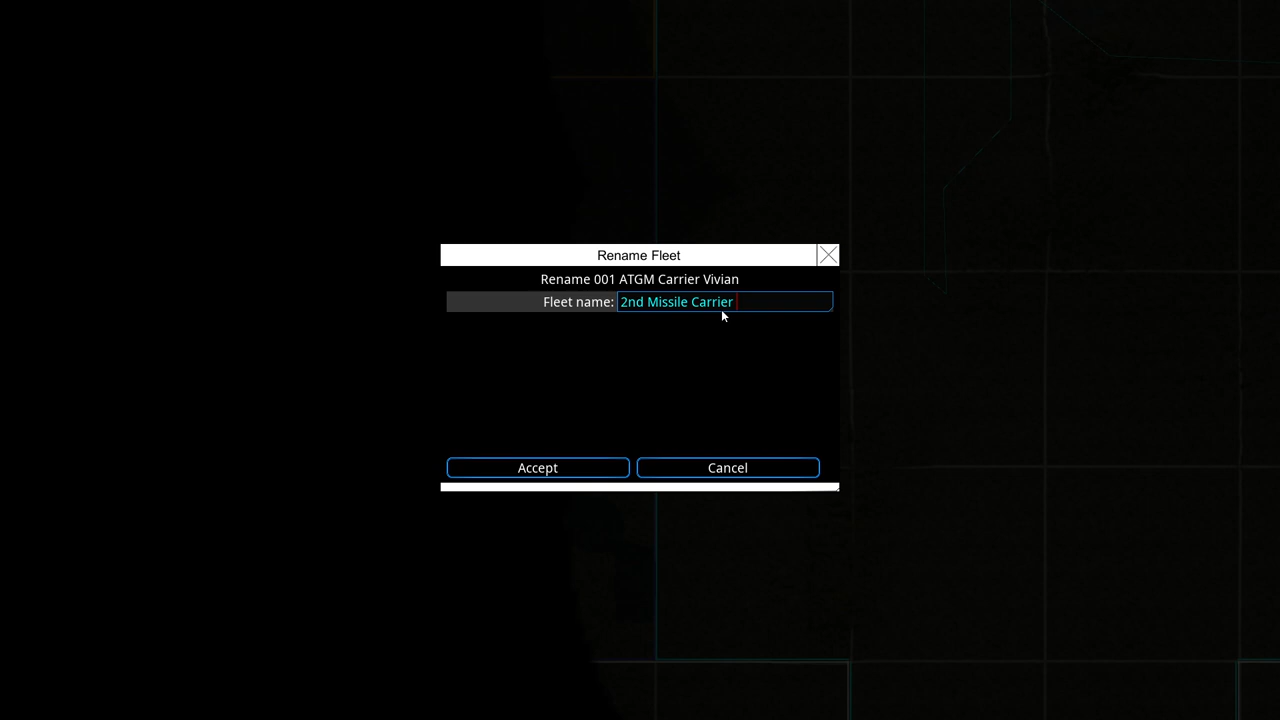 Rename Fleet
Rename 001 ATGM Carrier Vivian
Fleet name: 2nd Missile Carrier
Accept Cancel